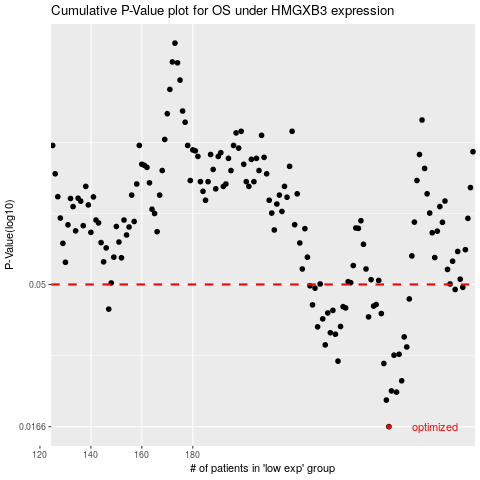 Cumulative P-Value plot for OS under HMGXB3 expression
P-Value(log10)
0.05
0.0166
optimized
120 140 160 180
# of patients in 'low exp' group